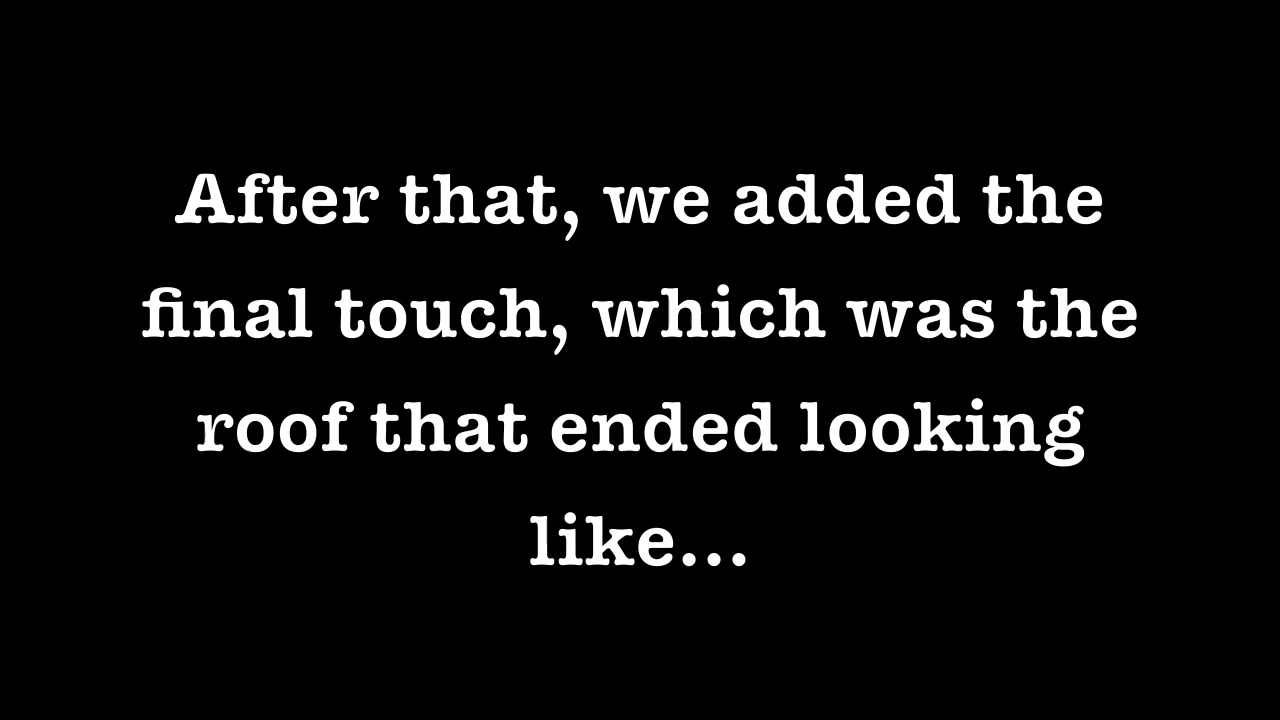 After that, we added the
final touch, which was the
roof that ended looking
like...